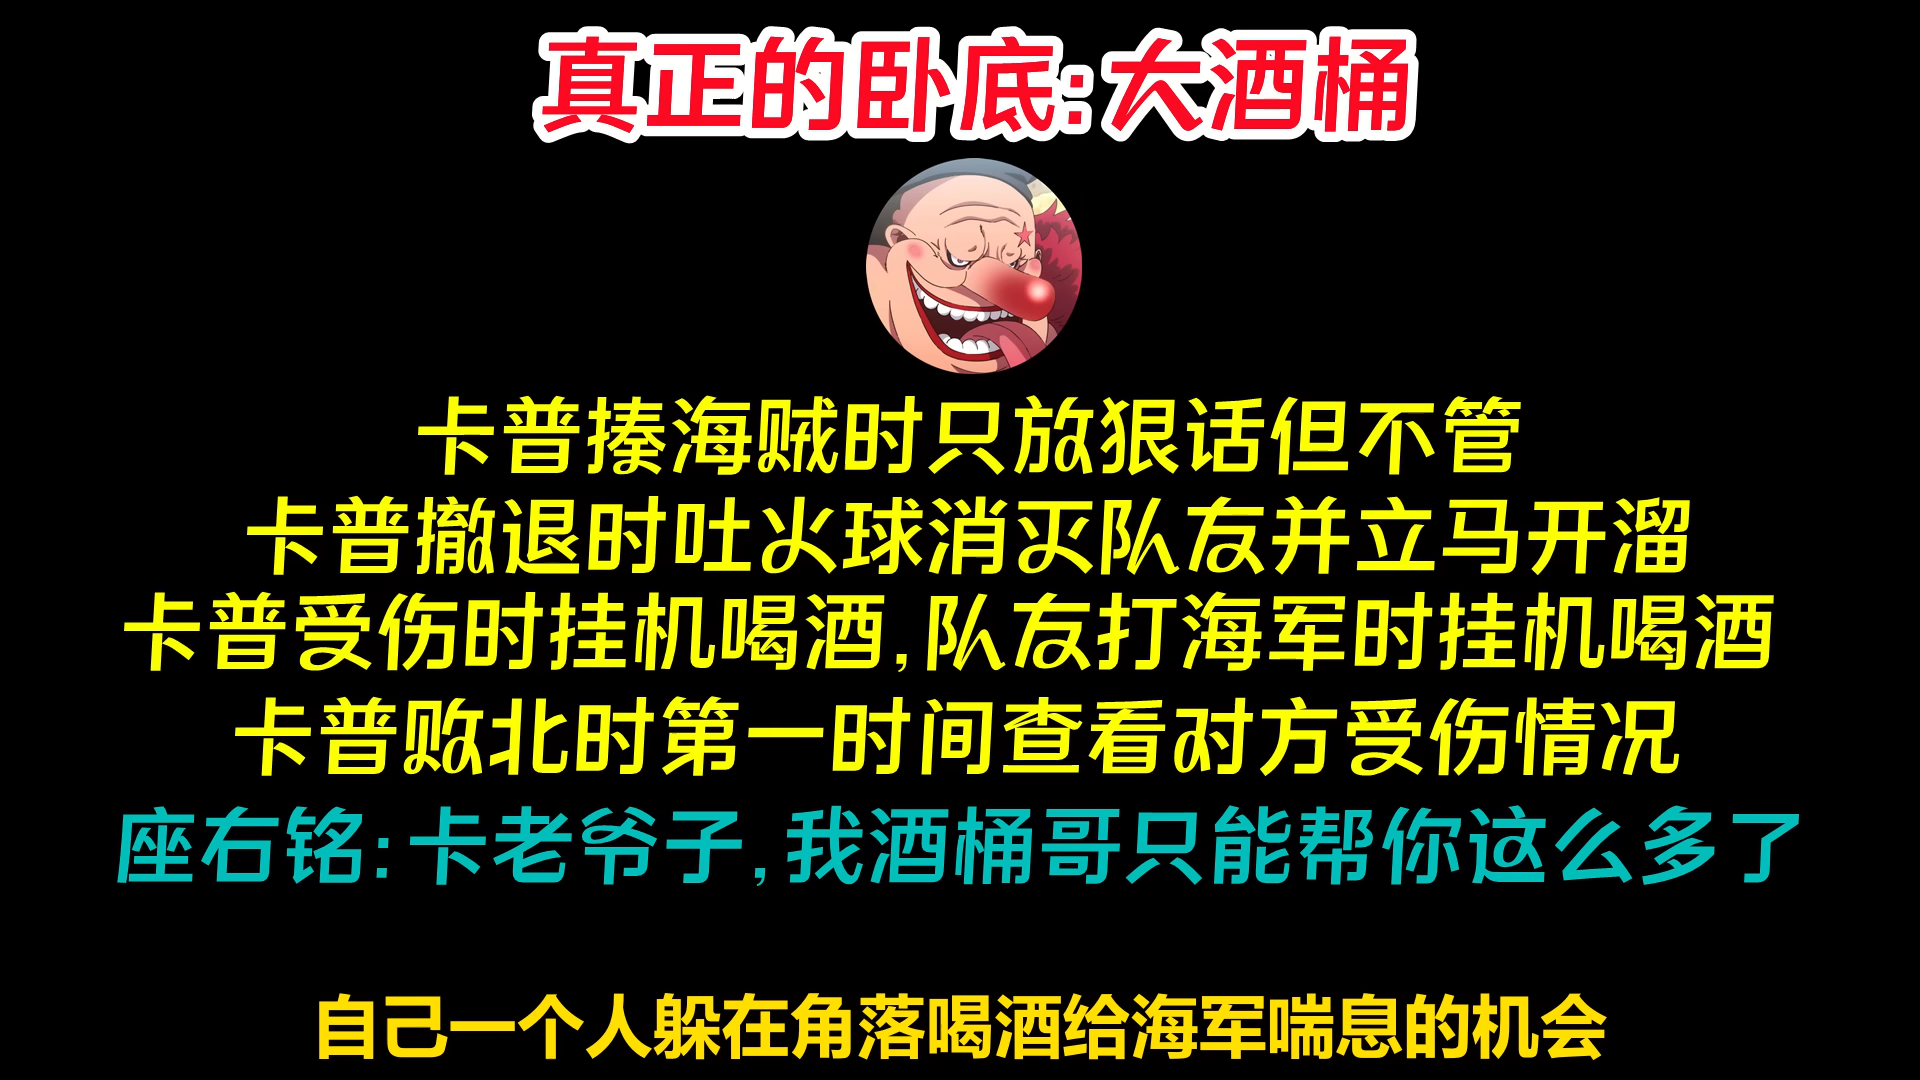 真正的卧底:大酒桶
卡普揍海贼时只放狠话但不管
卡普撤退时吐火球消灭队友并立马开溜
卡普受伤时挂机喝酒,队友打海军时挂机喝酒
卡普败北时第一时间查看对方受伤情况
座右铭:卡老爷子,我酒桶哥只能帮你这么多了
自己一个人躲在角落喝酒给海军喘息的机会